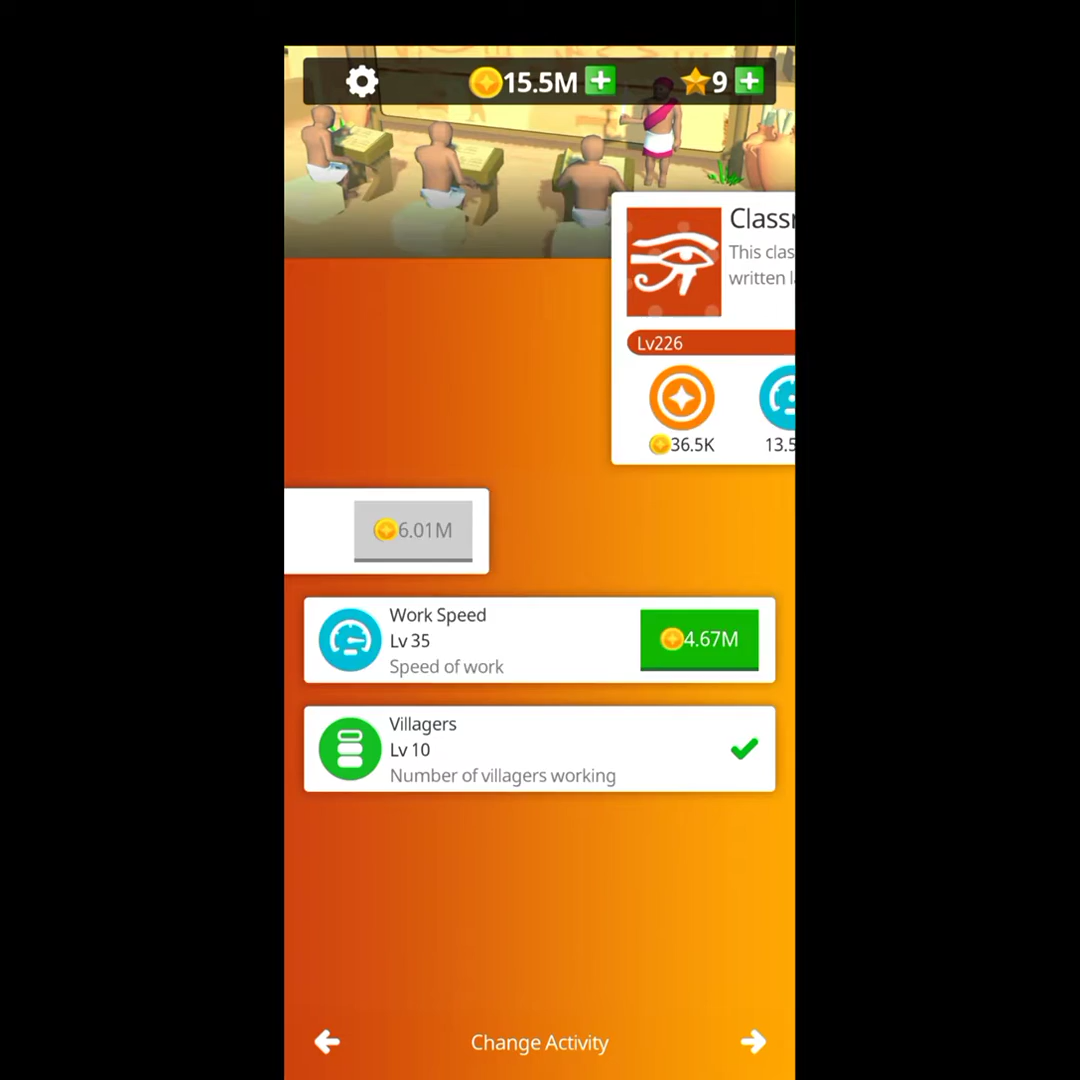 15.5M
9
Class
This clas
written l
Lv226
36.5K
13.5
6.01M
Work Speed
Lv 35
Speed of work
4.67M
Villagers
Lv 10
Number of villagers working
Change Activity